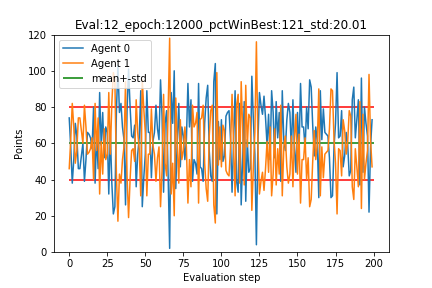 Eval:12_epoch:12000_pctWinBest:121_std:20.01
Agent 0
Agent 1
mean+-std
Points
120
100
80
60
40
20
0
0
25
50
75
100
125
150
175
200
Evaluation step